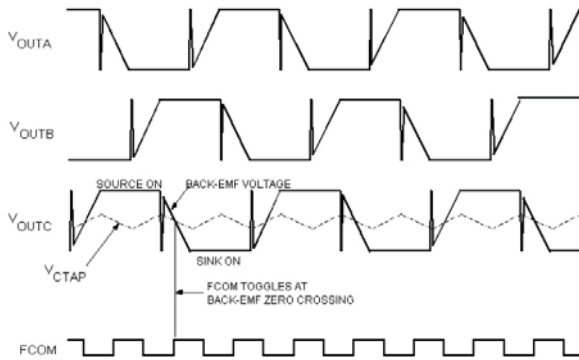 VOUTA
VOUTB
SOURCE ON
BACK-EMF VOLTAGE
VOUTC
VCTAP
SINK ON
FCOM TOGGLES AT
BACK-EMF ZERO CROSSING
FCOM